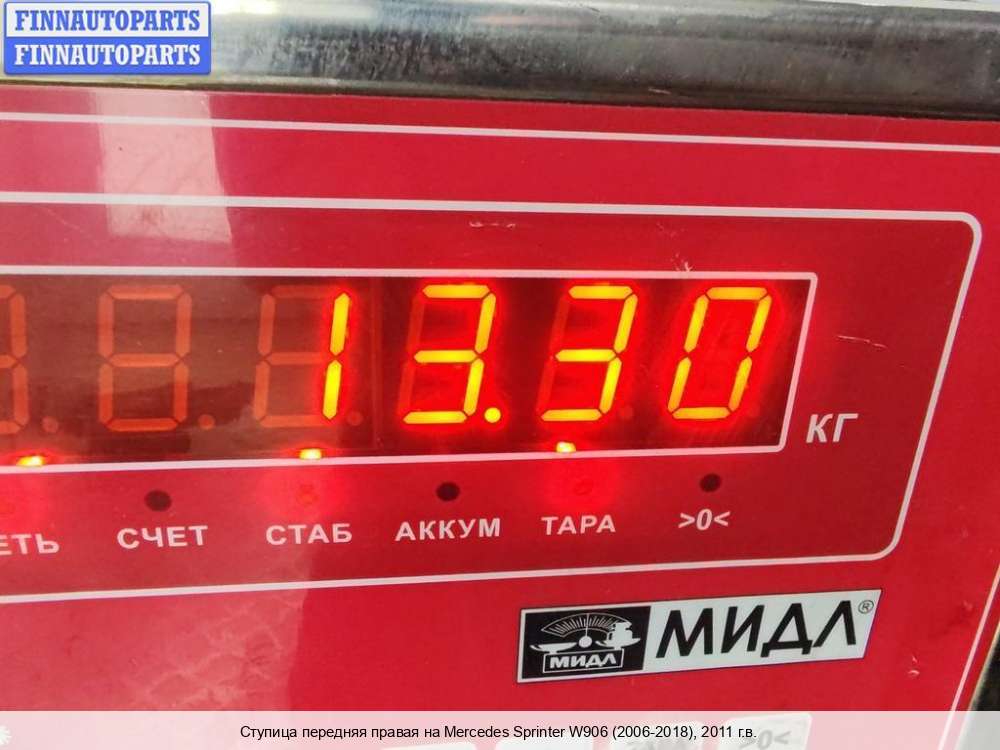 FINNAUTOPARTS
FINNAUTOPARTS
13.30
КГ
СЧЕТ СТАБ АККУМ ТАРА >0<
МИДЛ
МИДЛ®
Ступица передняя правая на Mercedes Sprinter W906 (2006-2018), 2011 г.в.